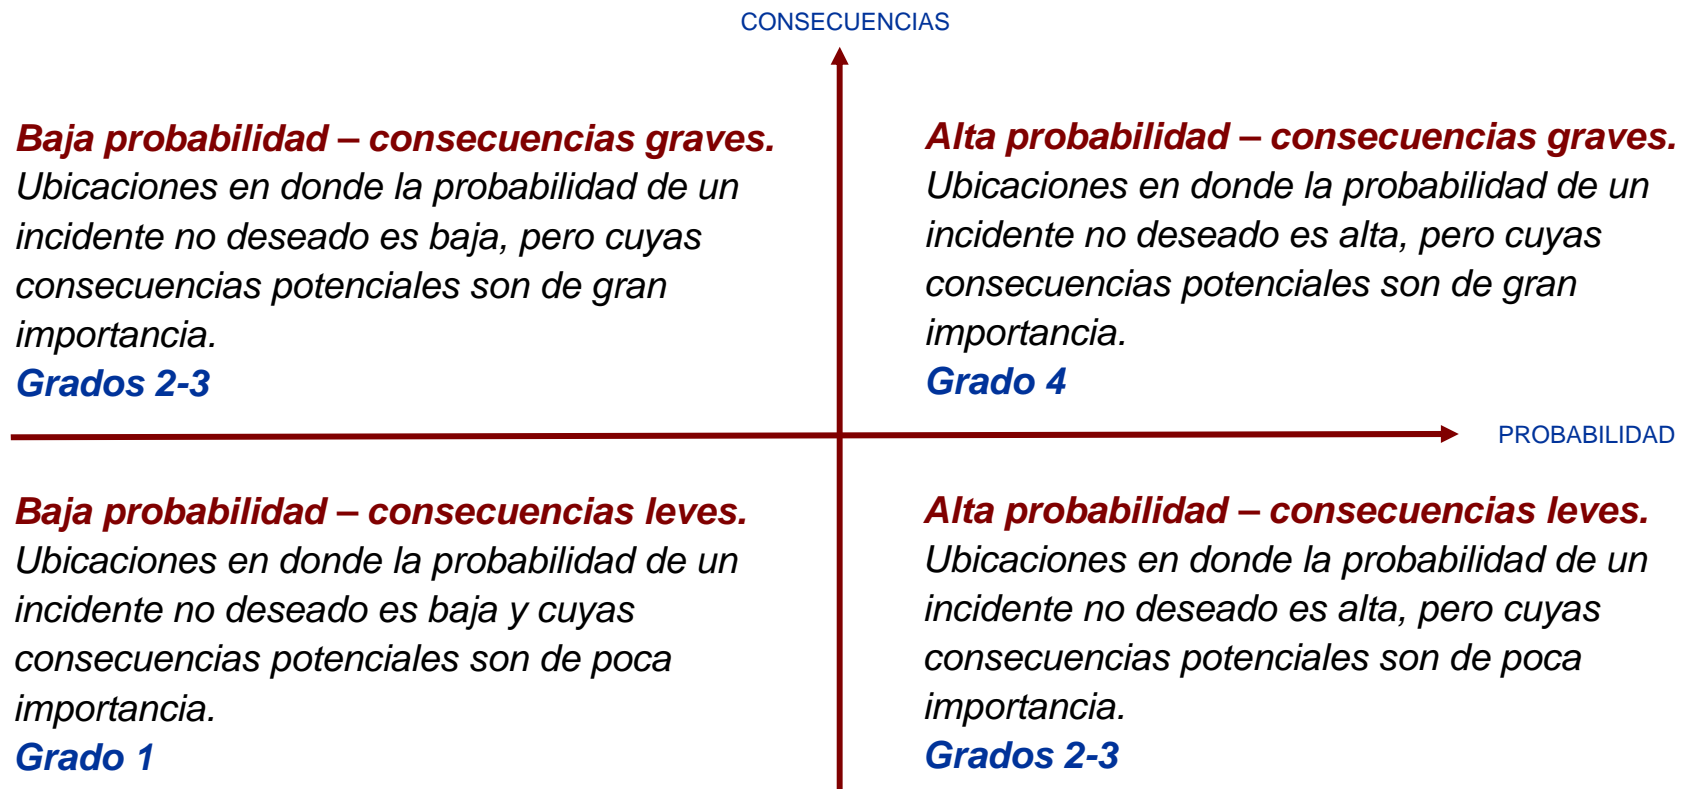 CONSECUENCIAS
Baja probabilidad – consecuencias graves.
Ubicaciones en donde la probabilidad de un
incidente no deseado es baja, pero cuyas
consecuencias potenciales son de gran
importancia.
Grados 2-3
Alta probabilidad – consecuencias graves.
Ubicaciones en donde la probabilidad de un
incidente no deseado es alta, pero cuyas
consecuencias potenciales son de gran
importancia.
Grado 4
PROBABILIDAD
Baja probabilidad – consecuencias leves.
Ubicaciones en donde la probabilidad de un
incidente no deseado es baja y cuyas
consecuencias potenciales son de poca
importancia.
Grado 1
Alta probabilidad – consecuencias leves.
Ubicaciones en donde la probabilidad de un
incidente no deseado es alta, pero cuyas
consecuencias potenciales son de poca
importancia.
Grados 2-3